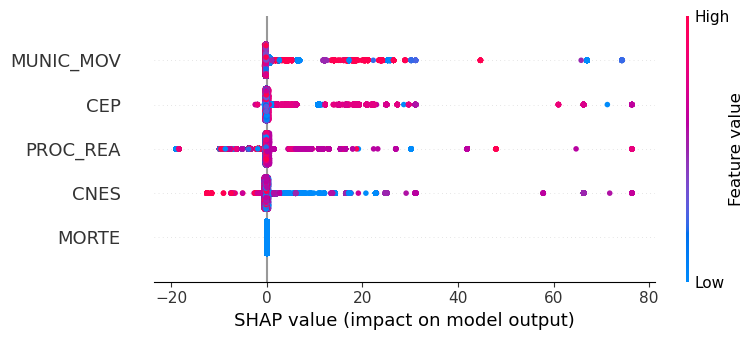 High
MUNIC_MOV
CEP
PROC_REA
CNES
MORTE
Feature value
Low
−20 0 20 40 60 80
SHAP value (impact on model output)